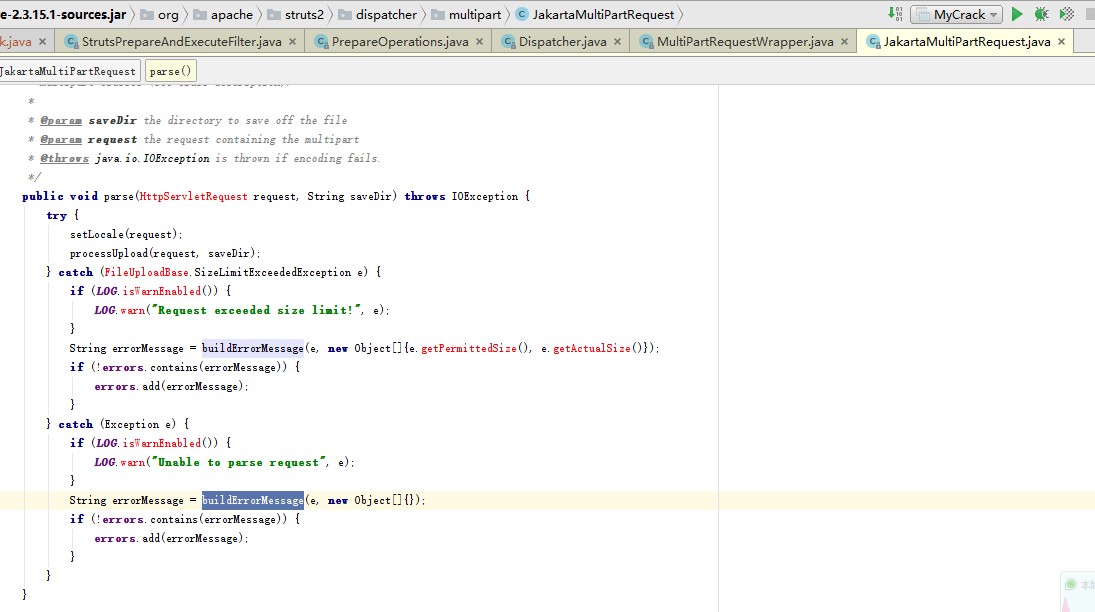 e-2.3.15.1-sources.jar org apache struts2 dispatcher multipart JakartaMultiPartRequest MyCrack
k.java StrutsPrepareAndExecuteFilter.java PrepareOperations.java Dispatcher.java MultiPartRequestWrapper.java JakartaMultiPartRequest.java
JakartaMultiPartRequest parse()
*
* @param saveDir the directory to save off the file
* @param request the request containing the multipart
* @throws java.io.IOException is thrown if encoding fails.
*/
public void parse(HttpServletRequest request, String saveDir) throws IOException {
try {
setLocale(request);
processUpload(request, saveDir);
} catch (FileUploadBase.SizeLimitExceededException e) {
if (LOG.isWarnEnabled()) {
LOG.warn("Request exceeded size limit!", e);
}
String errorMessage = buildErrorMessage(e, new Object[]{e.getPermittedSize(), e.getActualSize()});
if (!errors.contains(errorMessage)) {
errors.add(errorMessage);
}
} catch (Exception e) {
if (LOG.isWarnEnabled()) {
LOG.warn("Unable to parse request", e);
}
String errorMessage = buildErrorMessage(e, new Object[]{});
if (!errors.contains(errorMessage)) {
errors.add(errorMessage);
}
}
}